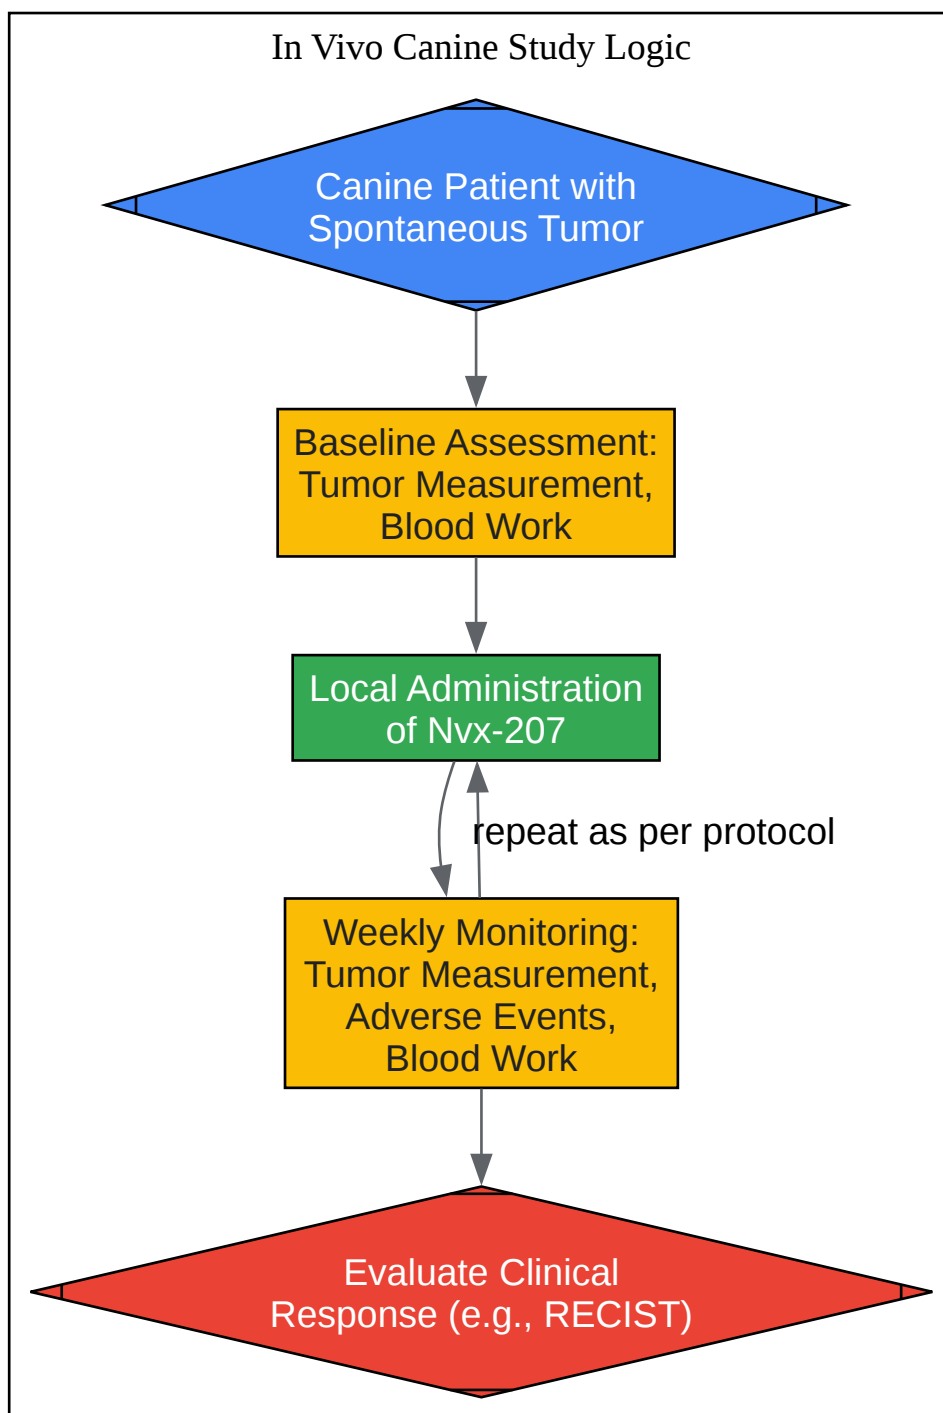 In Vivo Canine Study Logic
Canine Patient with
Spontaneous Tumor
Baseline Assessment:
Tumor Measurement,
Blood Work
Local Administration
of Nvx-207
repeat as per protocol
Weekly Monitoring:
Tumor Measurement,
Adverse Events,
Blood Work
Evaluate Clinical
Response (e.g., RECIST)